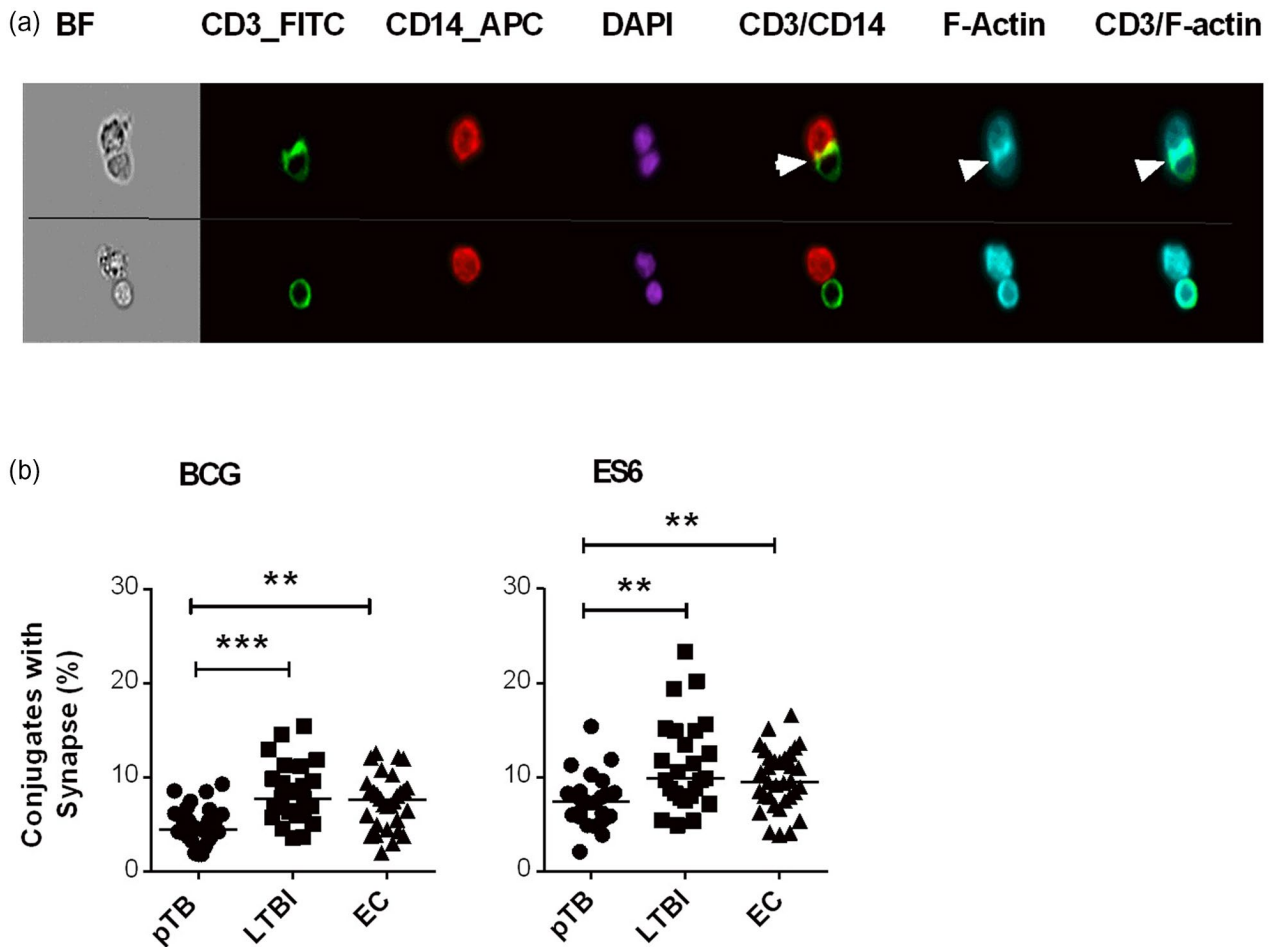 (a) BF CD3_FITC CD14_APC DAPI CD3/CD14 F-Actin CD3/F-actin
(b) BCG ES6
**
**
**
***
30 30
20 20
10 10
0 0
Conjugates with
Synapse (%)
pTB LTBI EC pTB LTBI EC